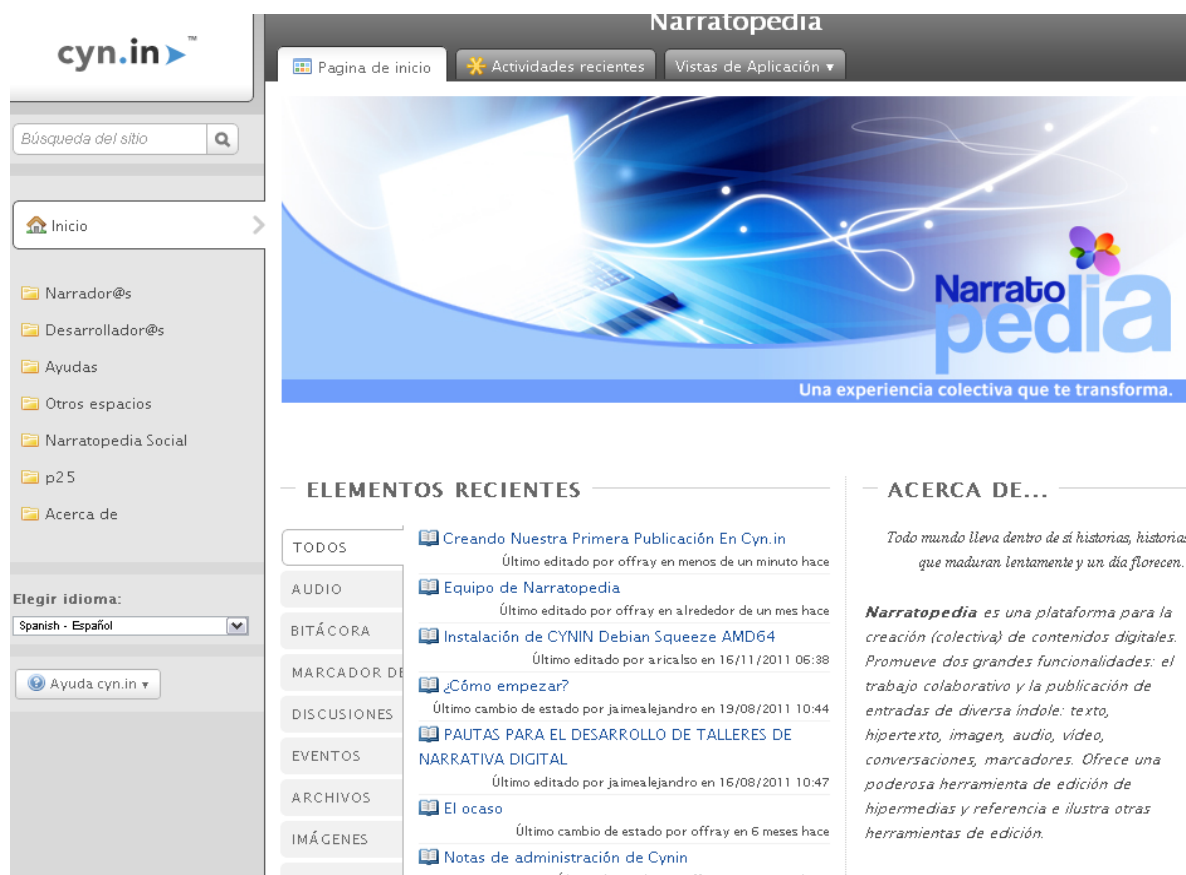 cyn.in™
Narratopedia
Pagina de inicio
Actividades recientes
Vistas de Aplicación ▾
Búsqueda del sitio
Inicio
Narrador@s
Desarrollador@s
Ayudas
Otros espacios
Narratopedia Social
p25
Acerca de
Elegir idioma:
Spanish - Español
Ayuda cyn.in ▾
Narrato
pedia
Una experiencia colectiva que te transforma.
ELEMENTOS RECIENTES
TODOS
AUDIO
BITÁCORA
MARCADOR DE
DISCUSIONES
EVENTOS
ARCHIVOS
IMÁGENES
Creando Nuestra Primera Publicación En Cyn.in
Último editado por offray en menos de un minuto hace
Equipo de Narratopedia
Último editado por offray en alrededor de un mes hace
Instalación de CYNIN Debian Squeeze AMD64
Último editado por aricalso en 16/11/2011 06:38
¿Cómo empezar?
Último cambio de estado por jaimealejandro en 19/08/2011 10:44
PAUTAS PARA EL DESARROLLO DE TALLERES DE
NARRATIVA DIGITAL
Último editado por jaimealejandro en 16/08/2011 10:47
El ocaso
Último cambio de estado por offray en 6 meses hace
Notas de administración de Cynin
ACERCA DE...
Todo mundo lleva dentro de sí historias, historias
que maduran lentamente y un día florecen.
Narratopedia es una plataforma para la
creación (colectiva) de contenidos digitales.
Promueve dos grandes funcionalidades: el
trabajo colaborativo y la publicación de
entradas de diversa índole: texto,
hipertexto, imagen, audio, vídeo,
conversaciones, marcadores. Ofrece una
poderosa herramienta de edición de
hipermedias y referencia e ilustra otras
herramientas de edición.